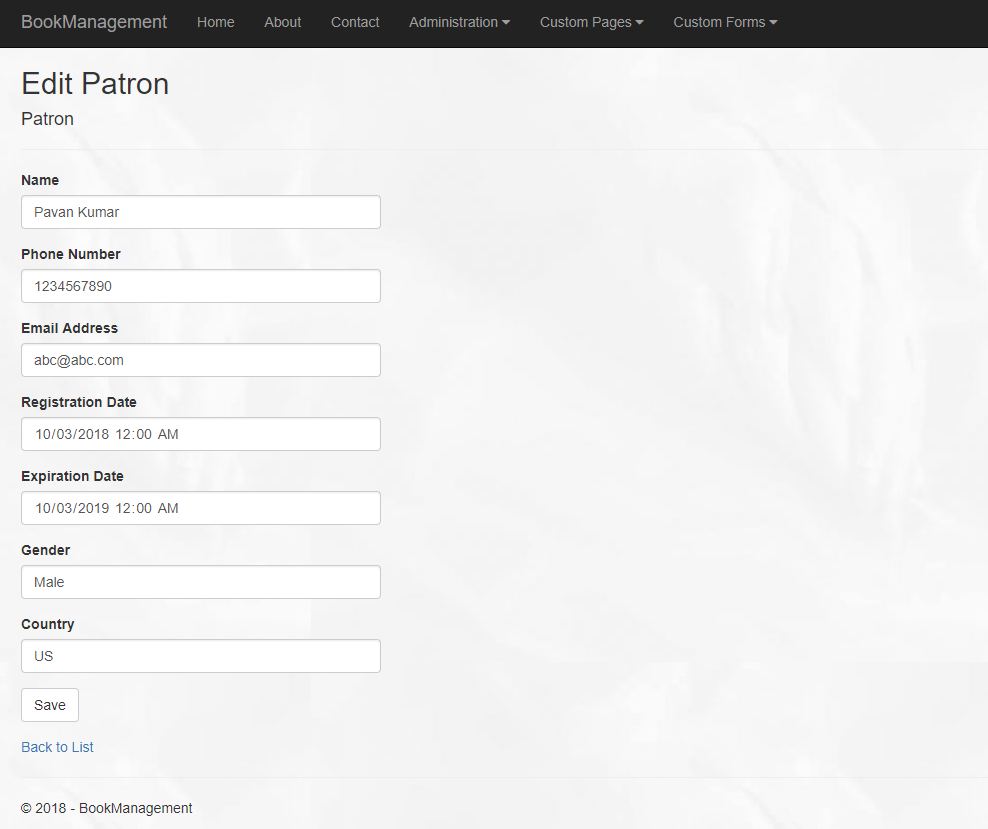 BookManagement Home About Contact Administration Custom Pages Custom Forms
Edit Patron
Patron
Name
Pavan Kumar
Phone Number
1234567890
Email Address
abc@abc.com
Registration Date
10/03/2018 12:00 AM
Expiration Date
10/03/2019 12:00 AM
Gender
Male
Country
US
Save
Back to List
© 2018 - BookManagement